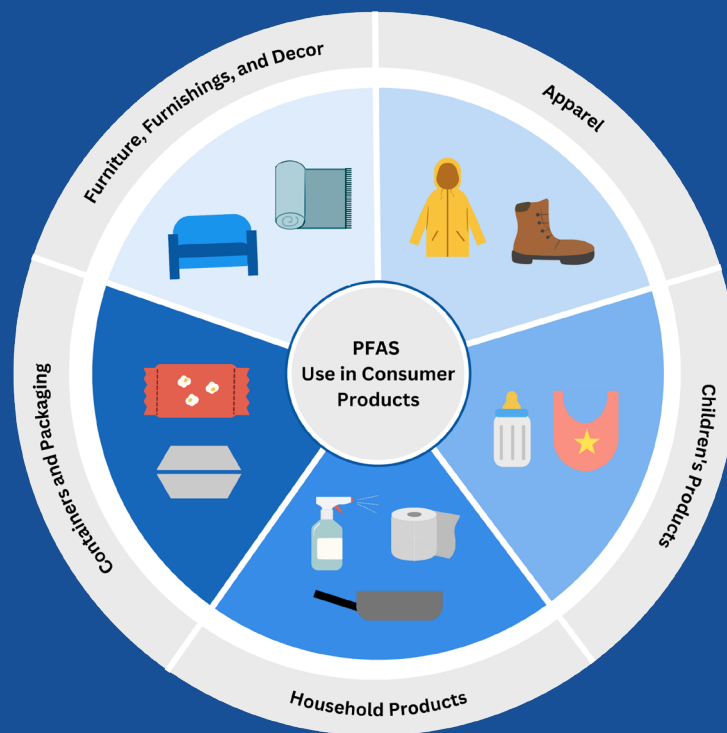 Furniture, Furnishings, and Decor
Apparel
PFAS
Use in Consumer
Products
Containers and Packaging
Children's Products
Household Products